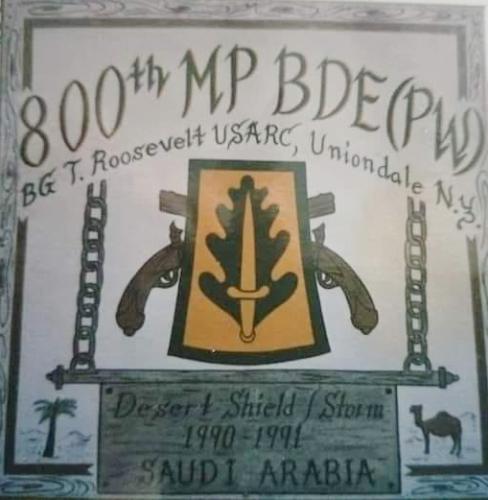 800th MP BDE (PW)
BG T. Roosevelt USARC, Uniondale N.Y.
Desert Shield / Storm
1990-1991
SAUDI ARABIA